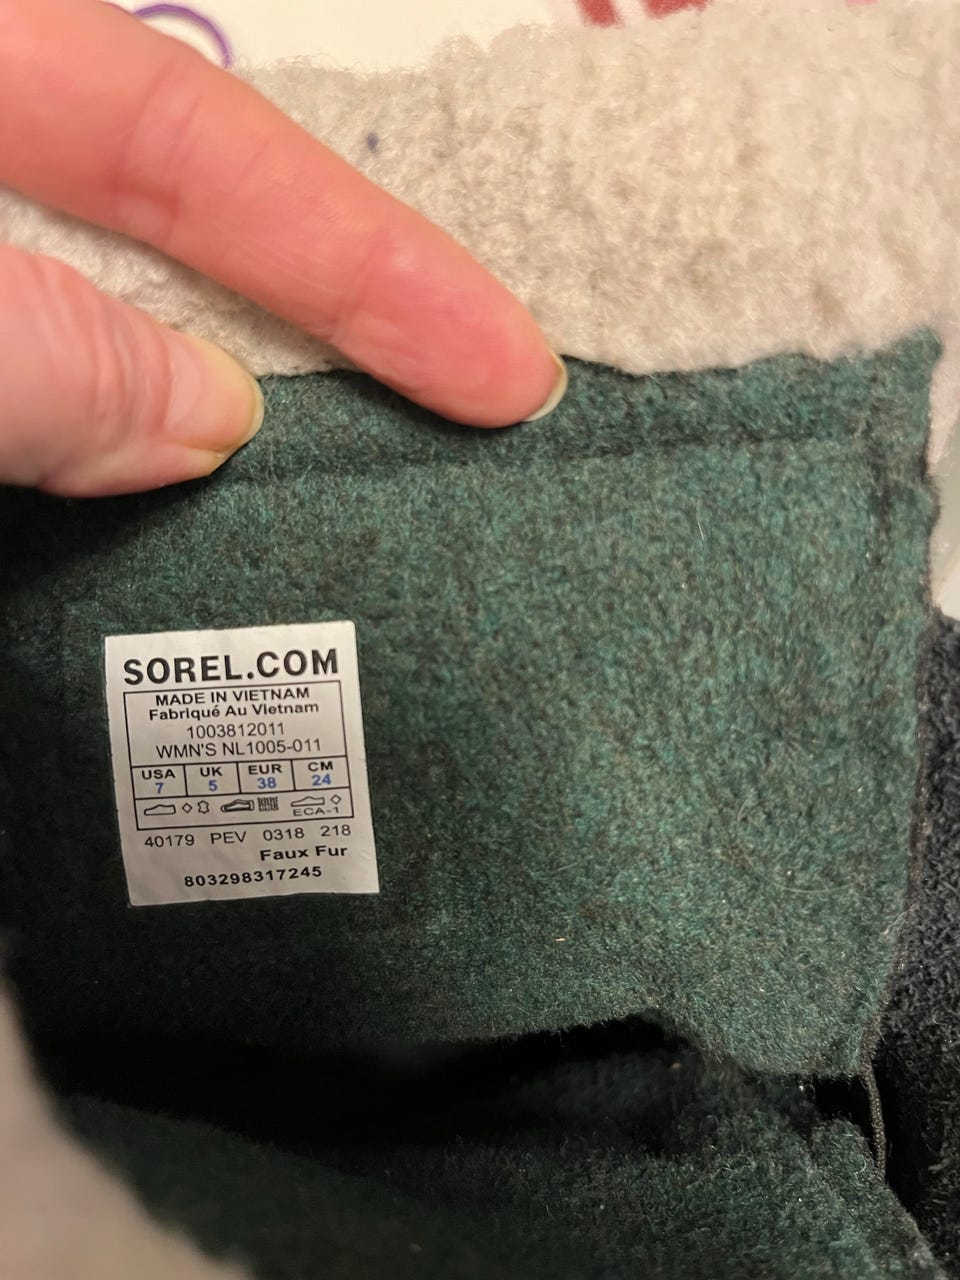 SOREL.COM
MADE IN VIETNAM
Fabriqué Au Vietnam
1003812011
WMN'S NL1005-011
USA UK EUR CM
7 5 38 24
ECA-1
40179 PEV 0318 218
Faux Fur
803298317245